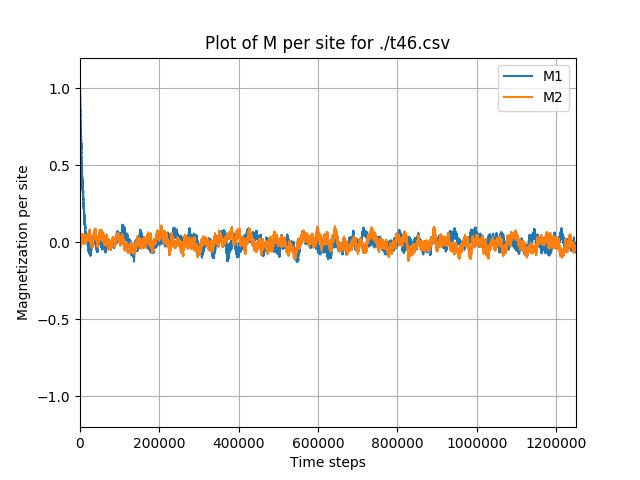 Plot of M per site for ./t46.csv
M1
M2
Magnetization per site
1.0
0.5
0.0
−0.5
−1.0
0 200000 400000 600000 800000 1000000 1200000
Time steps